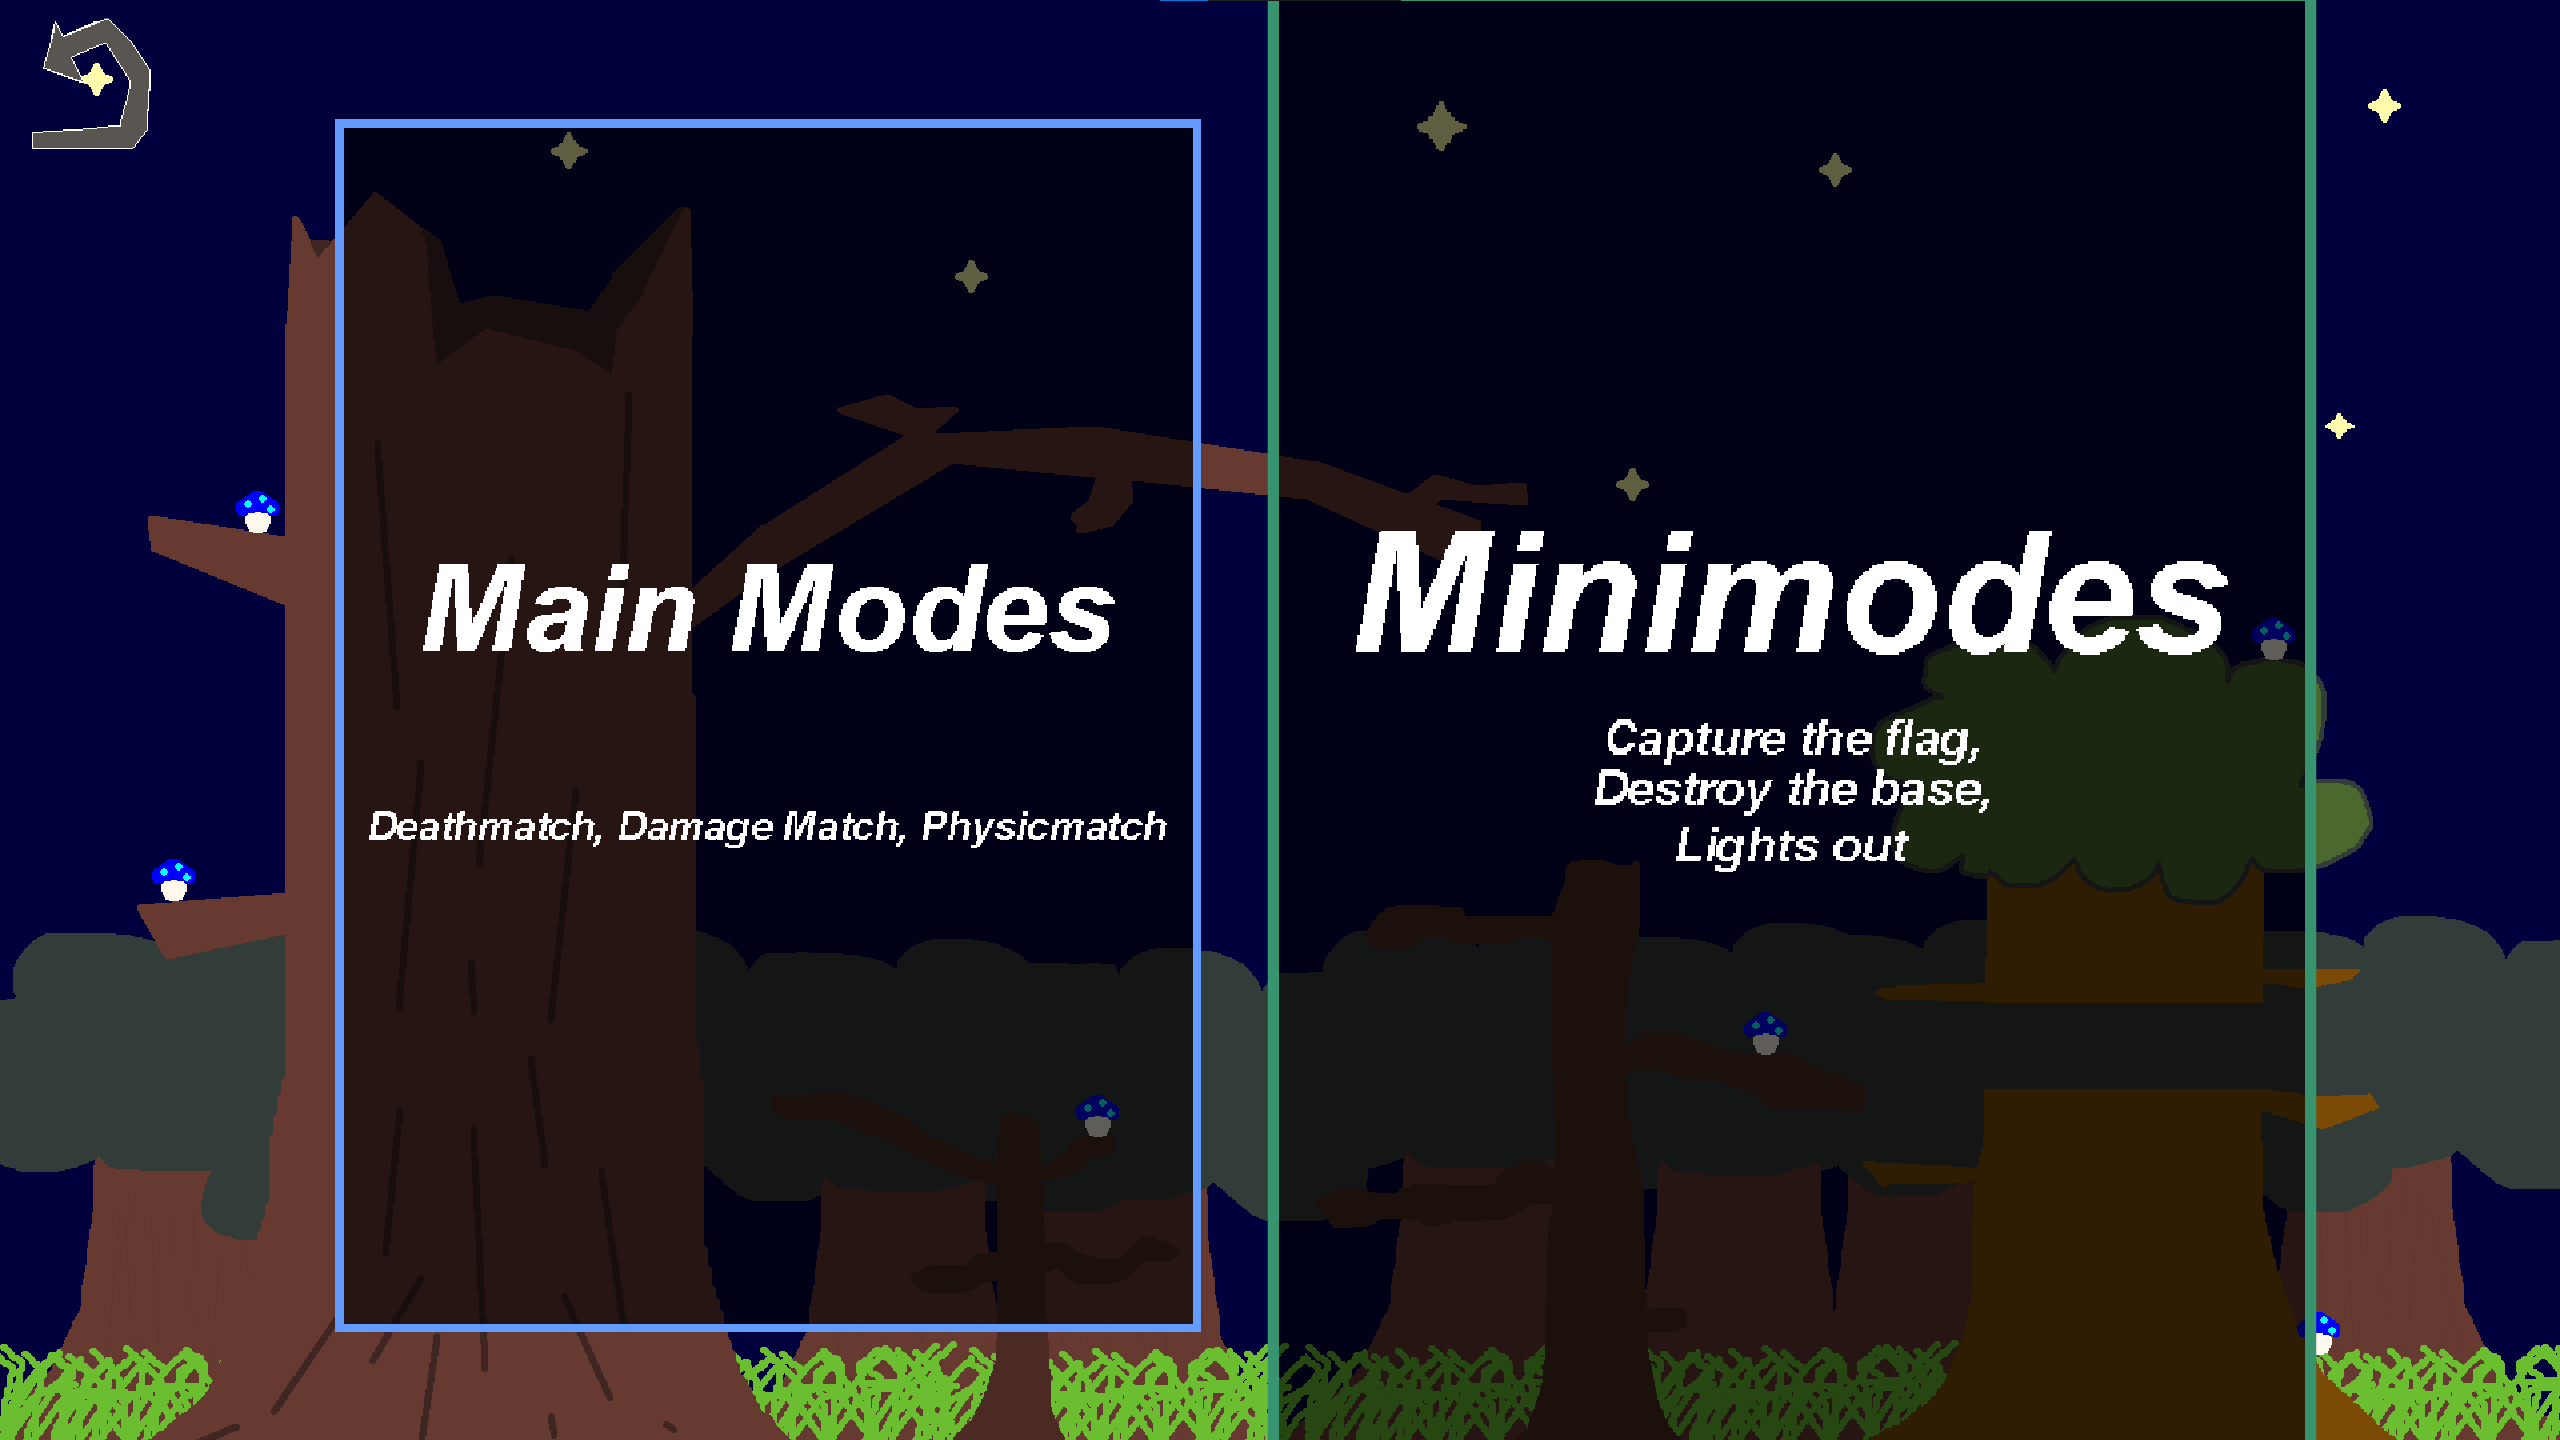 Main Modes
Deathmatch, Damage Match, Physicmatch
Minimodes
Capture the flag,
Destroy the base,
Lights out